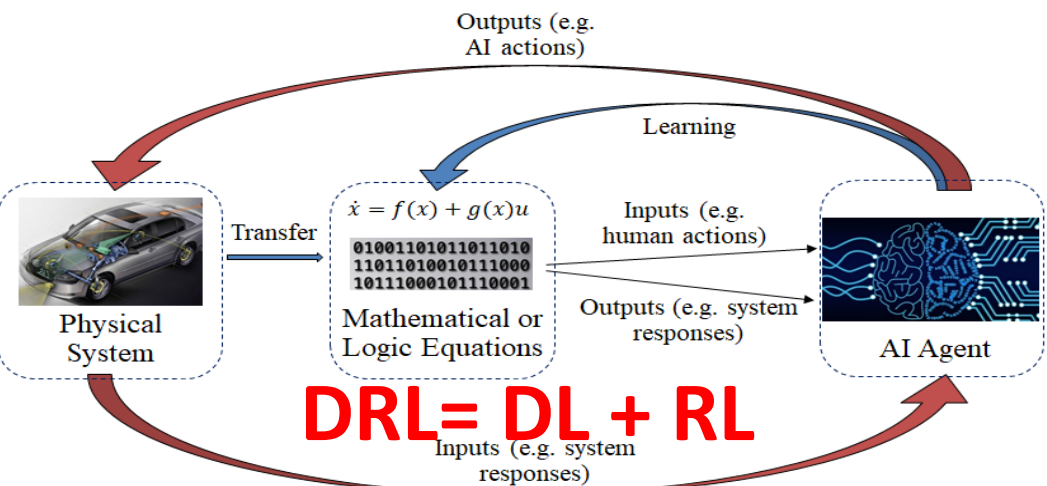 Outputs (e.g.
AI actions)
Learning
ẋ = f(x) + g(x)u
Transfer
01001101011011010
11011010010111000
10111000101110001
Inputs (e.g.
human actions)
Outputs (e.g. system
responses)
Physical
System
Mathematical or
Logic Equations
AI Agent
DRL= DL + RL
Inputs (e.g. system
responses)